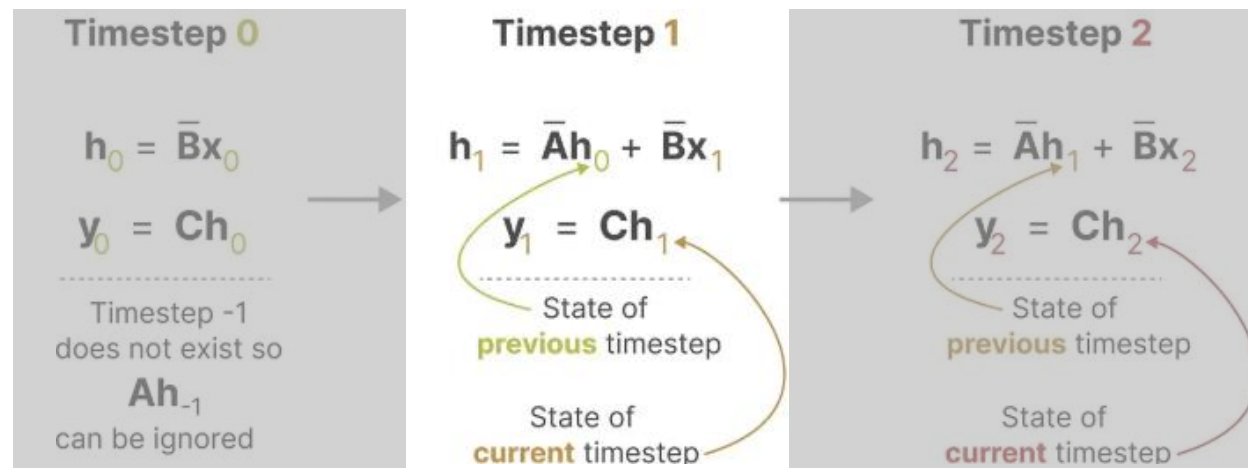 Timestep 0
h₀ = B̅x₀
y₀ = Ch₀
Timestep -1
does not exist so
Ah₋₁
can be ignored
Timestep 1
h₁ = A̅h₀ + B̅x₁
y₁ = Ch₁
State of
previous timestep
State of
current timestep
Timestep 2
h₂ = A̅h₁ + B̅x₂
y₂ = Ch₂
State of
previous timestep
State of
current timestep